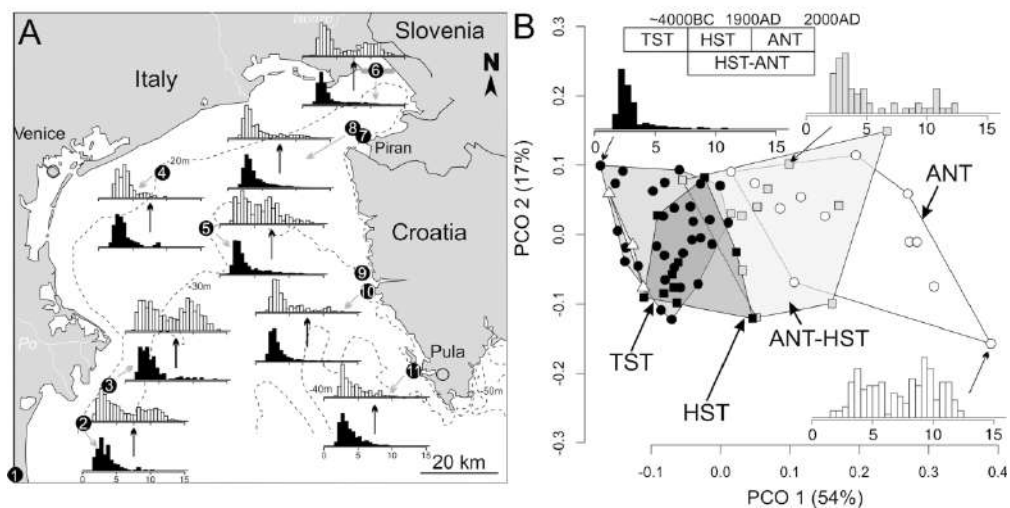 A
Italy
Slovenia
N
Venice
Piran
Croatia
Po
Pula
-20m
-30m
-40m
-50m
1
2
3
4
5
6
7
8
9
10
11
0 5 10 15
0 5 10 15
20 km
B
~4000BC 1900AD 2000AD
TST HST ANT
HST-ANT
0 5 10 15
0 5 10 15
PCO 2 (17%)
0.3
0.2
0.1
0.0
-0.1
-0.2
-0.3
ANT
TST
ANT-HST
HST
0 5 10 15
-0.1 0.0 0.1 0.2 0.3 0.4
PCO 1 (54%)